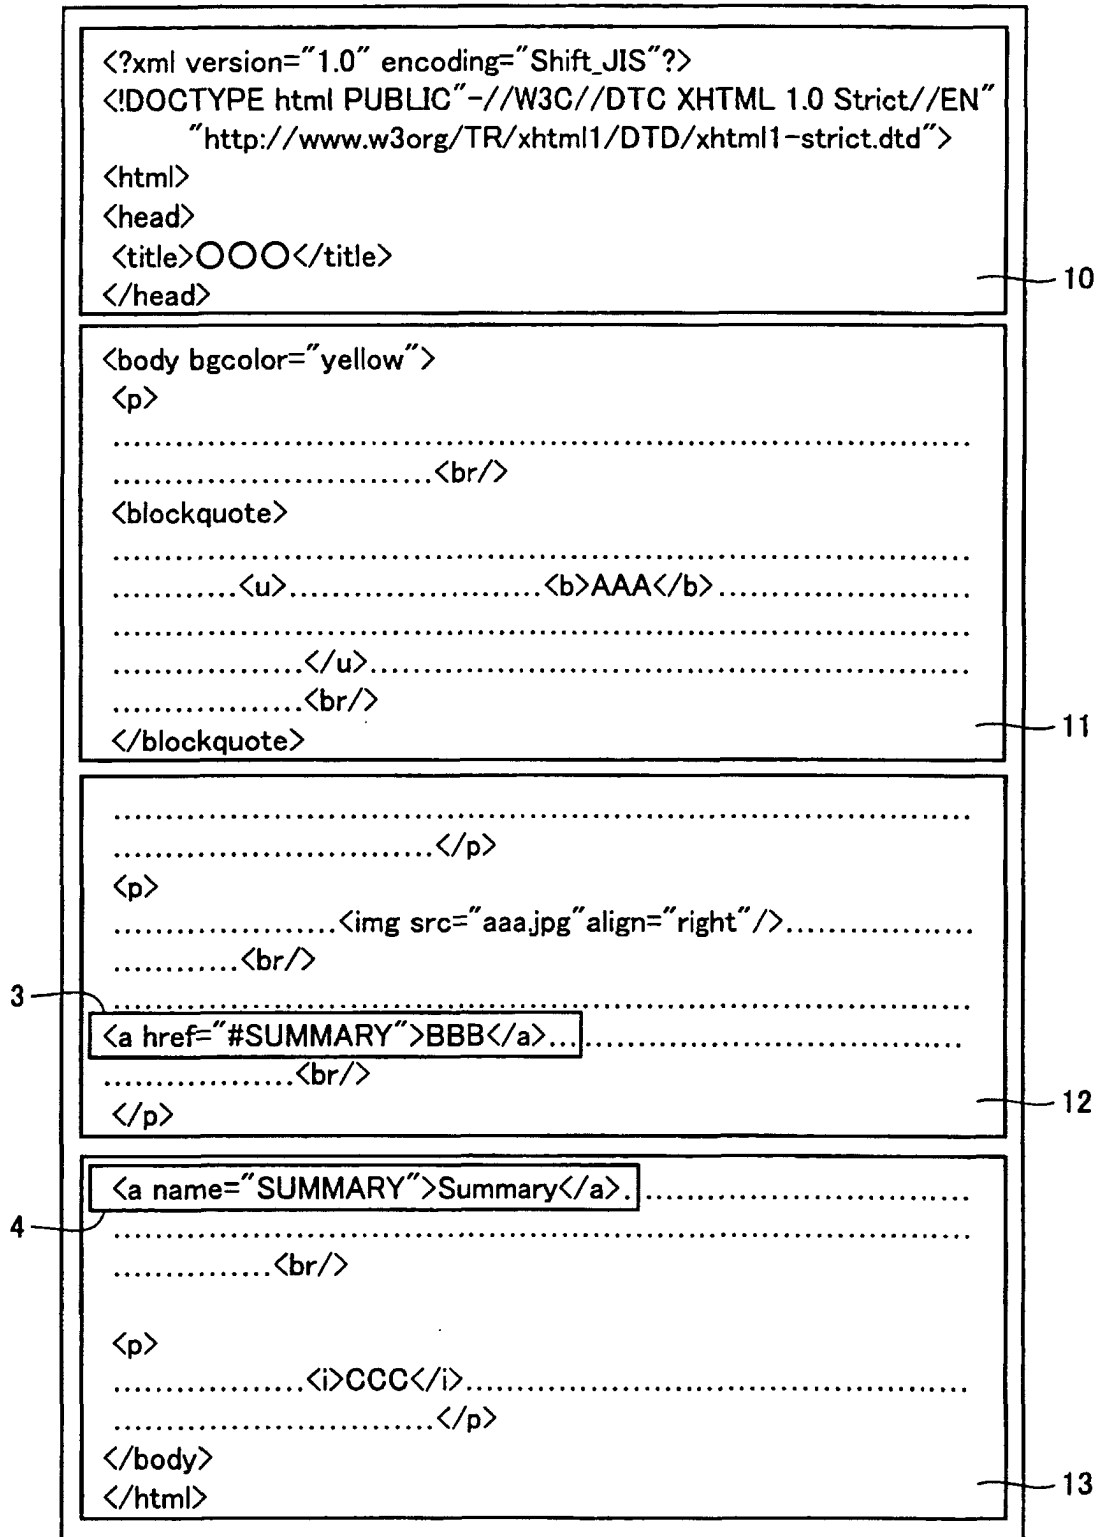 <?xml version="1.0" encoding="Shift_JIS"?>
<!DOCTYPE html PUBLIC"-//W3C//DTC XHTML 1.0 Strict//EN"
"http://www.w3org/TR/xhtml1/DTD/xhtml1-strict.dtd">
<html>
<head>
<title>○○○</title>
</head>
10
<body bgcolor="yellow">
<p>
..................................................................................
..............................<br/>
<blockquote>
..................................................................................
............<u>........................<b>AAA</b>........................
..................................................................................
..................</u>.........................................................
..................<br/>
</blockquote>
11
..................................................................................
..............................</p>
<p>
.....................<img src="aaa.jpg"align="right"/>..................
............<br/>
3
..................................................................................
<a href="#SUMMARY">BBB</a>.......................................
..................<br/>
</p>
12
<a name="SUMMARY">Summary</a>................................
4
..................................................................................
...............<br/>
<p>
..................<i>CCC</i>................................................
..............................</p>
</body>
</html>
13